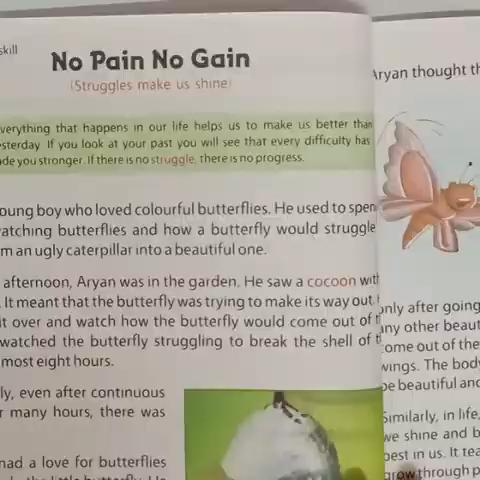 skill
No Pain No Gain
(Struggles make us shine)
verything that happens in our life helps us to make us better than
sterday. If you look at your past you will see that every difficulty has
de you stronger. If there is no struggle, there is no progress.
oung boy who loved colourful butterflies. He used to spen
atching butterflies and how a butterfly would struggle
m an ugly caterpillar into a beautiful one.
afternoon, Aryan was in the garden. He saw a cocoon with
. It meant that the butterfly was trying to make its way out.
it over and watch how the butterfly would come out of t
watched the butterfly struggling to break the shell of t
most eight hours.
ly, even after continuous
r many hours, there was
had a love for butterflies
Aryan thought th
only after going
any other beaut
come out of the
wings. The body
be beautiful and
Similarly, in life,
we shine and b
best in us. It tea
grow through p